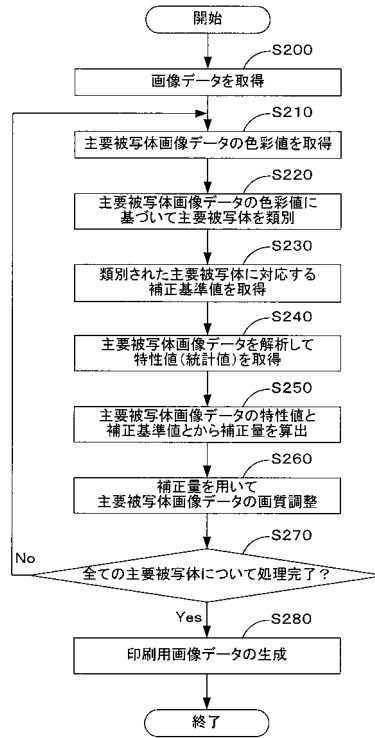 開始
S200
画像データを取得
S210
主要被写体画像データの色彩値を取得
S220
主要被写体画像データの色彩値に
基づいて主要被写体を類別
S230
類別された主要被写体に対応する
補正基準値を取得
S240
主要被写体画像データを解析して
特性値(統計値)を取得
S250
主要被写体画像データの特性値と
補正基準値とから補正量を算出
S260
補正量を用いて
主要被写体画像データの画質調整
S270
No
全ての主要被写体について処理完了?
Yes
S280
印刷用画像データの生成
終了